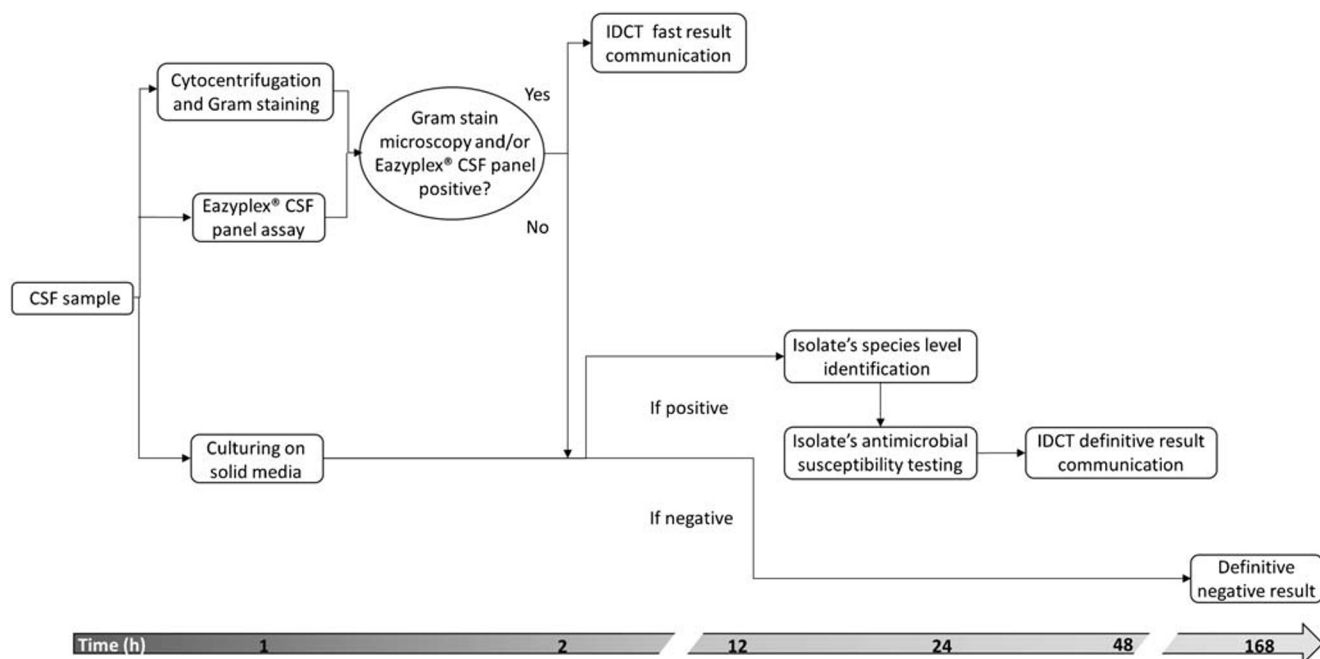 IDCT fast result
communication
Cytocentrifugation
and Gram staining
Yes
Gram stain
microscopy and/or
Eazyplex® CSF panel
positive?
Eazyplex® CSF
panel assay
No
CSF sample
Isolate's species level
identification
If positive
Culturing on
solid media
Isolate's antimicrobial
susceptibility testing
IDCT definitive result
communication
If negative
Definitive
negative result
Time (h) 1 2 12 24 48 168